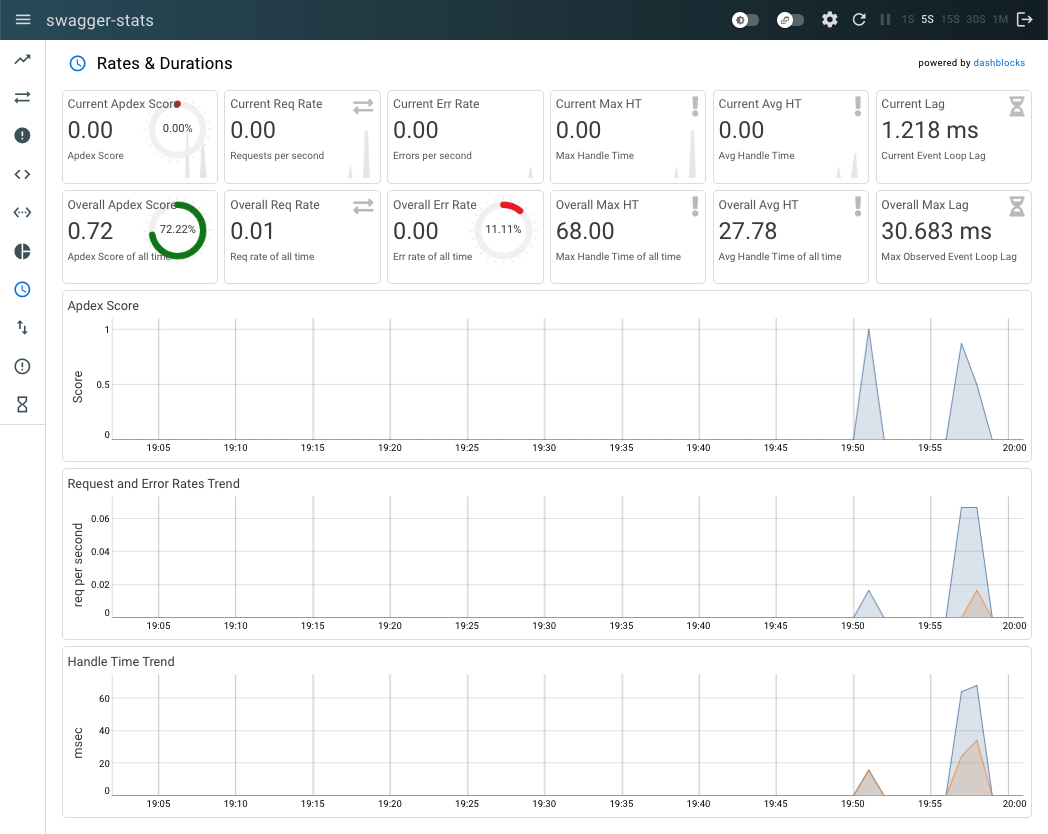 swagger-stats
1S 5S 15S 30S 1M
Rates & Durations
powered by dashblocks
Current Apdex Score
0.00
0.00%
Apdex Score
Current Req Rate
0.00
Requests per second
Current Err Rate
0.00
Errors per second
Current Max HT
0.00
Max Handle Time
Current Avg HT
0.00
Avg Handle Time
Current Lag
1.218 ms
Current Event Loop Lag
Overall Apdex Score
0.72
72.22%
Apdex Score of all time
Overall Req Rate
0.01
Req rate of all time
Overall Err Rate
0.00
11.11%
Err rate of all time
Overall Max HT
68.00
Max Handle Time of all time
Overall Avg HT
27.78
Avg Handle Time of all time
Overall Max Lag
30.683 ms
Max Observed Event Loop Lag
Apdex Score
Score
1
0.5
0
19:05 19:10 19:15 19:20 19:25 19:30 19:35 19:40 19:45 19:50 19:55 20:00
Request and Error Rates Trend
req per second
0.06
0.04
0.02
0
19:05 19:10 19:15 19:20 19:25 19:30 19:35 19:40 19:45 19:50 19:55 20:00
Handle Time Trend
msec
60
40
20
0
19:05 19:10 19:15 19:20 19:25 19:30 19:35 19:40 19:45 19:50 19:55 20:00